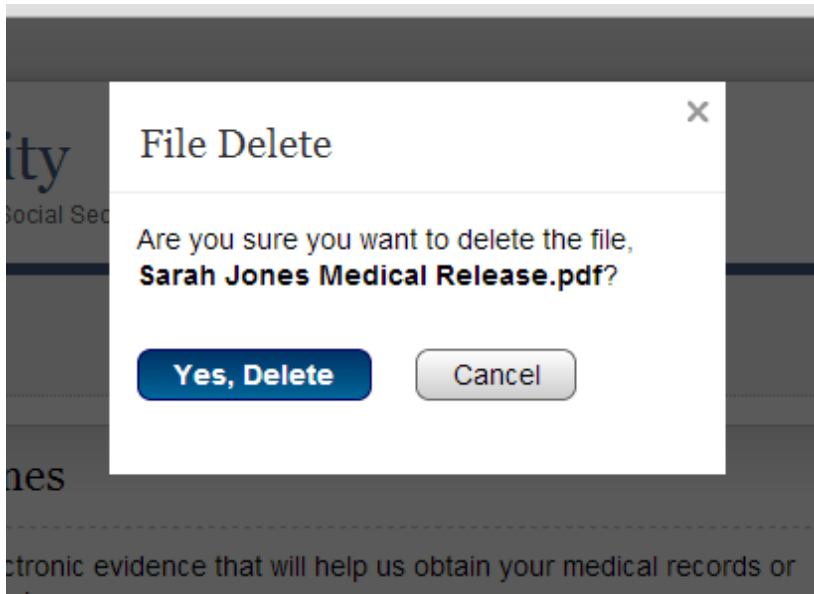 File Delete
ity
Social Sec
Are you sure you want to delete the file,
Sarah Jones Medical Release.pdf?
Yes, Delete
Cancel
nes
ctronic evidence that will help us obtain your medical records or